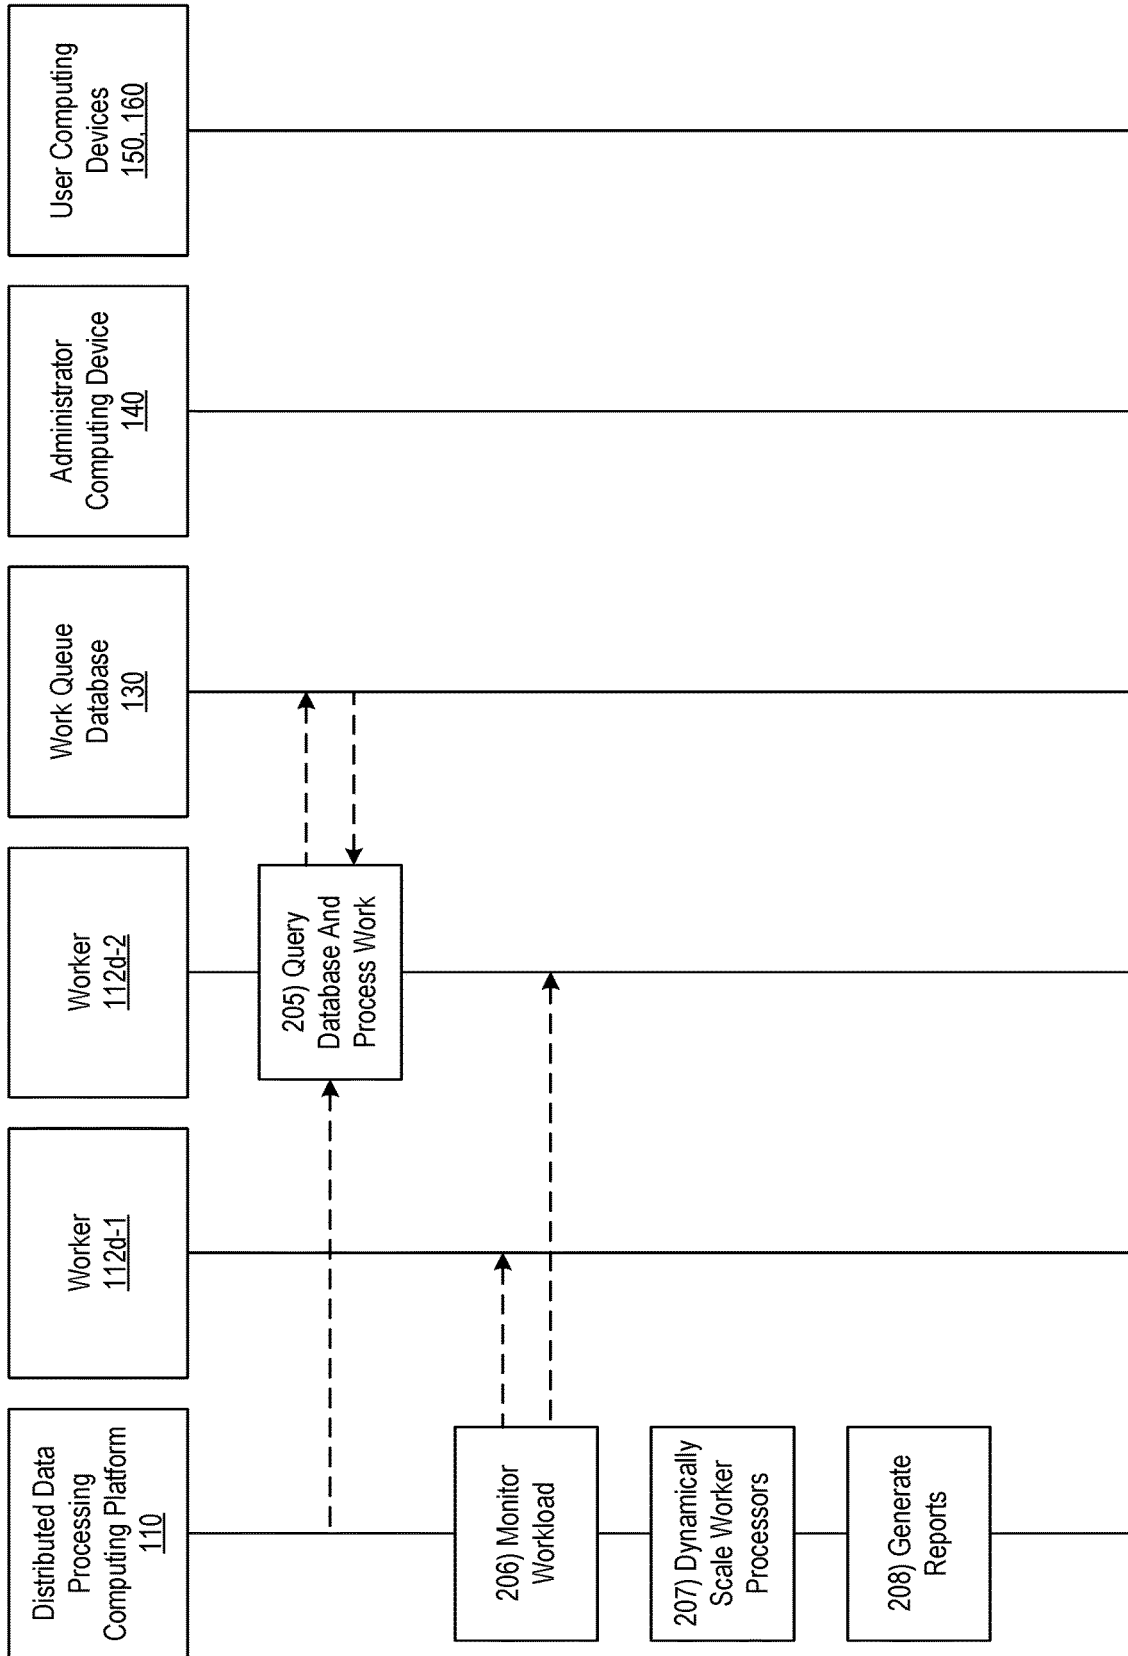 Distributed Data
Processing
Computing Platform
110
Worker
112d-1
Worker
112d-2
Work Queue
Database
130
Administrator
Computing Device
140
User Computing
Devices
150, 160
205) Query
Database And
Process Work
206) Monitor
Workload
207) Dynamically
Scale Worker
Processors
208) Generate
Reports